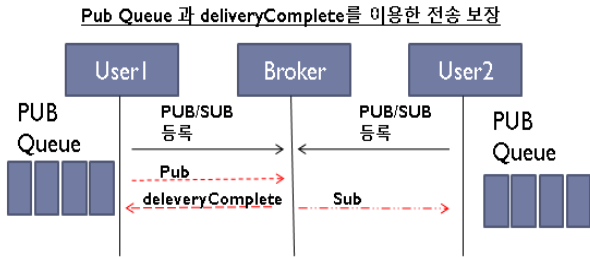 Pub Queue 과 deliveryComplete를 이용한 전송 보장
User1
Broker
User2
PUB
Queue
PUB/SUB
등록
PUB/SUB
등록
PUB
Queue
Pub
deleveryComplete
Sub